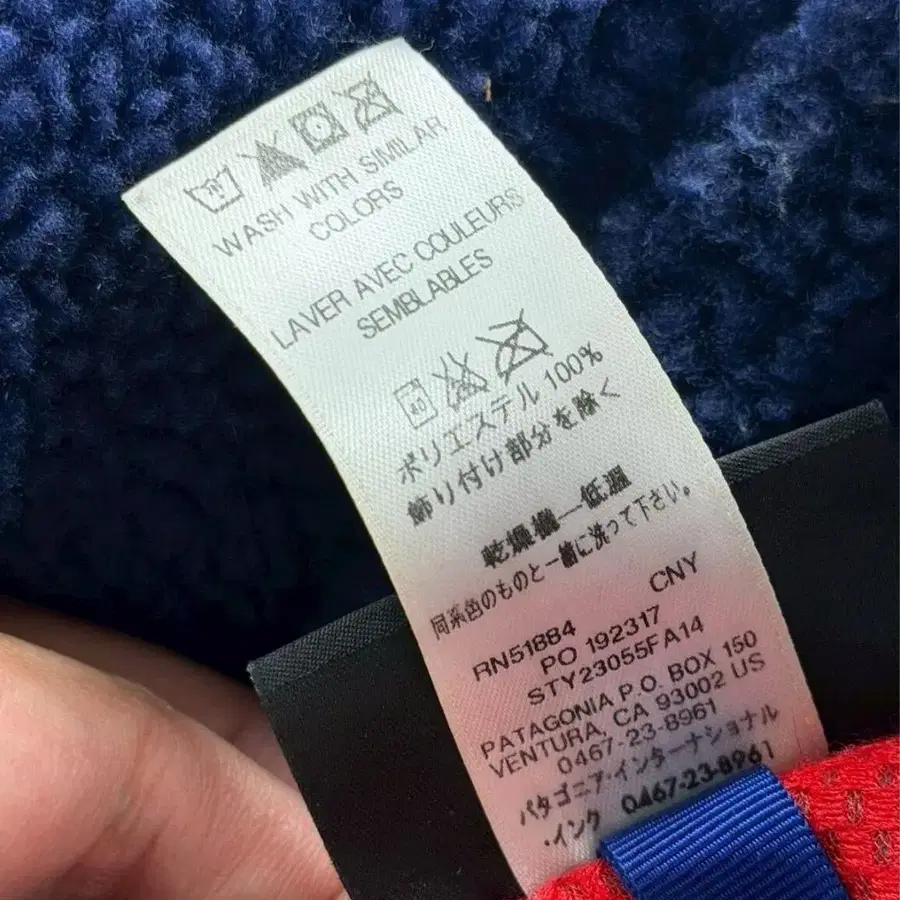 WASH WITH SIMILAR
COLORS
LAVER AVEC COULEURS
SEMBLABLES
40
ポリエステル 100%
飾り付け部分を除く
乾燥機—低温
同系色のものと一緒に洗って下さい。
CNY
RN51884
PO 192317
STY23055FA14
PATAGONIA P.O. BOX 150
VENTURA, CA 93002 US
0467-23-8961
パタゴニア・インターナショナル
・インク 0467-23-8961